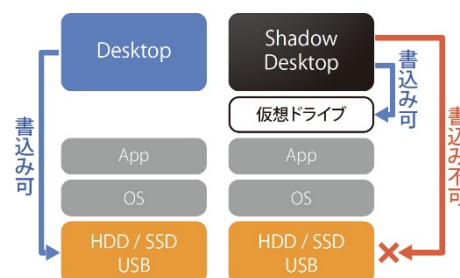 Desktop
Shadow
Desktop
書込み可
書込み可
書込み不可
仮想ドライブ
App
App
OS
OS
HDD / SSD
USB
HDD / SSD
USB